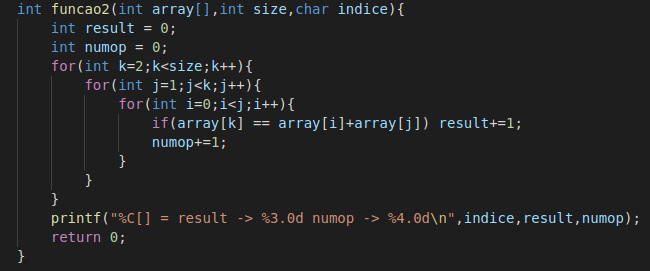 int funcao2(int array[],int size,char indice){
    int result = 0;
    int numop = 0;
    for(int k=2;k<size;k++){
        for(int j=1;j<k;j++){
            for(int i=0;i<j;i++){
                if(array[k] == array[i]+array[j]) result+=1;
                numop+=1;
            }
        }
    }
    printf("%C[] = result -> %3.0d numop -> %4.0d\n",indice,result,numop);
    return 0;
}